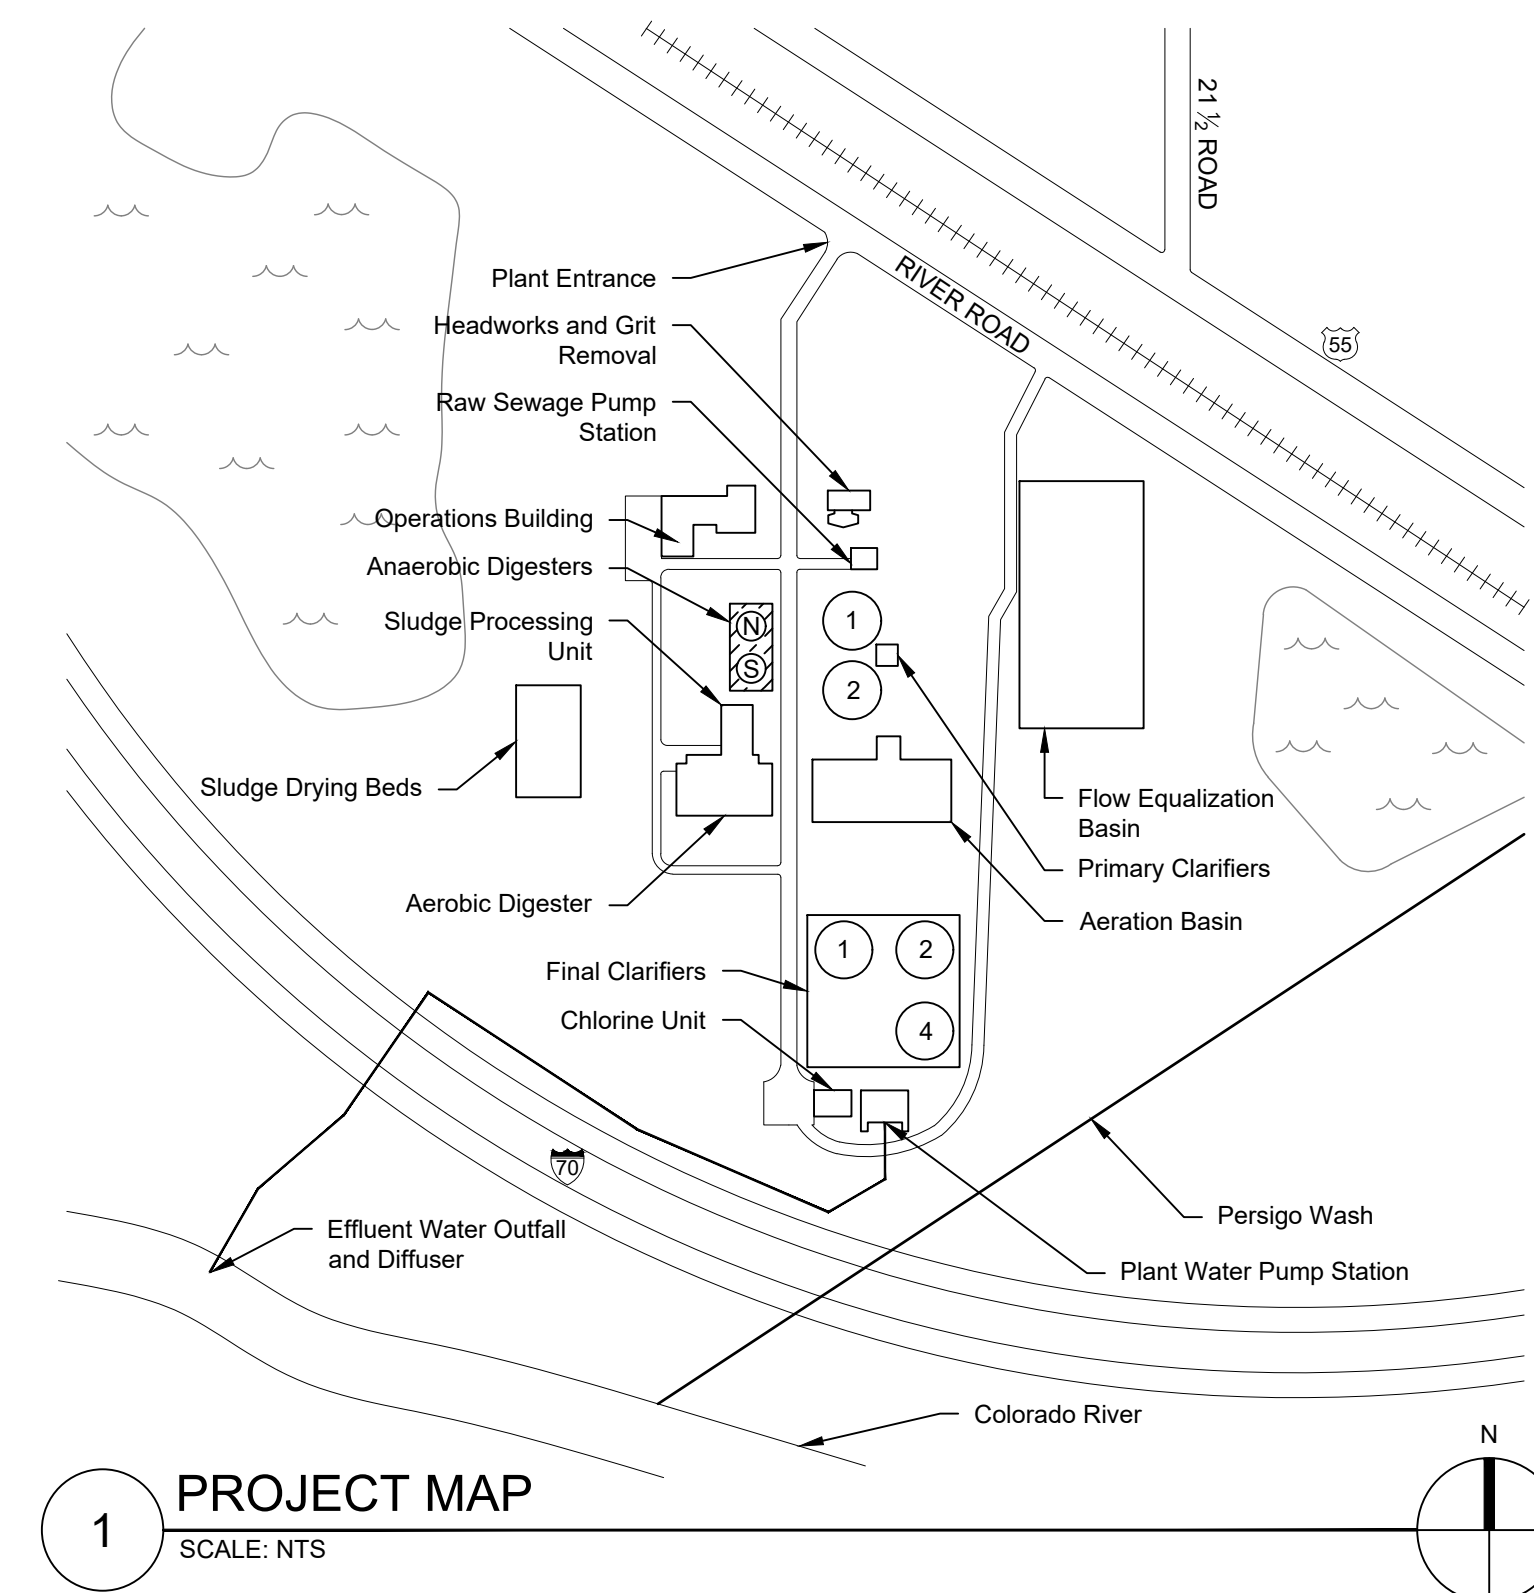 21 ½ ROAD
RIVER ROAD
55
Plant Entrance
Headworks and Grit
Removal
Raw Sewage Pump
Station
Operations Building
Anaerobic Digesters
N
S
Sludge Processing
Unit
1
2
Sludge Drying Beds
Flow Equalization
Basin
Primary Clarifiers
Aerobic Digester
Aeration Basin
Final Clarifiers
1
2
4
Chlorine Unit
70
Effluent Water Outfall
and Diffuser
Persigo Wash
Plant Water Pump Station
Colorado River
N
1
PROJECT MAP
SCALE: NTS